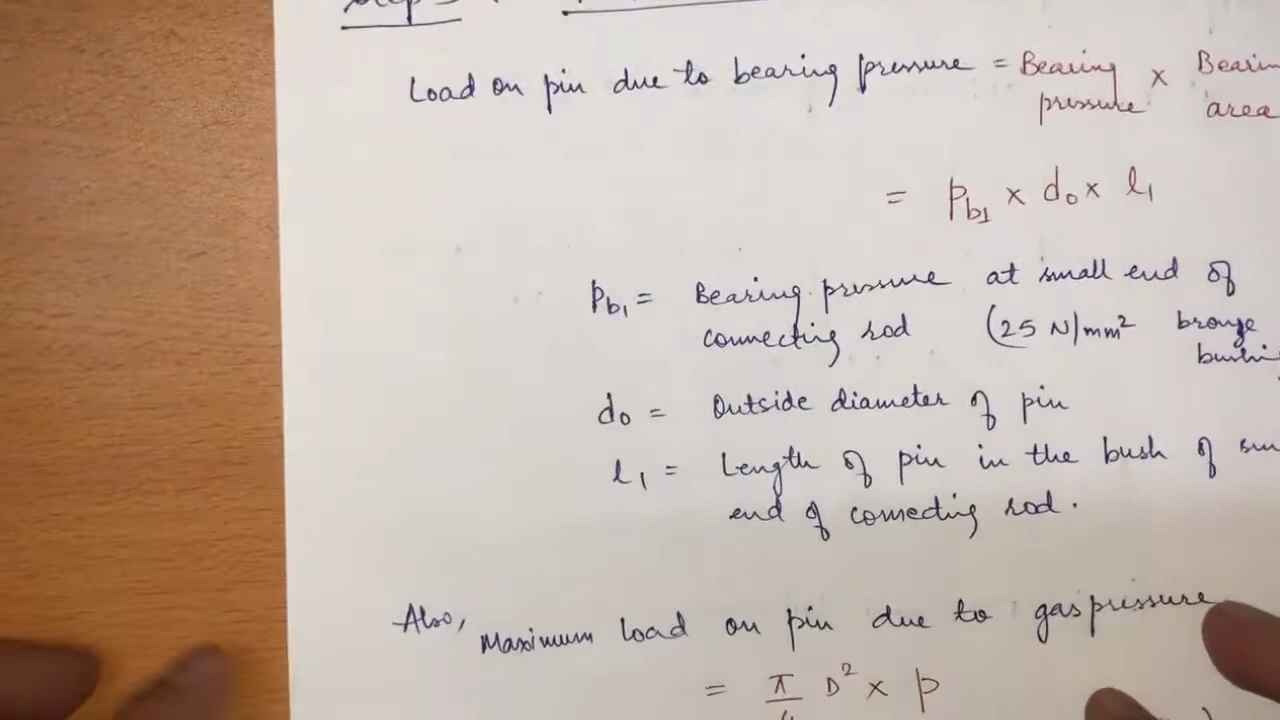 Load on pin due to bearing pressure = Bearing pressure × area
= Pb1 × do × l1
Pb1 = Bearing pressure at small end of
connecting rod (25 N/mm² bronze
do = Outside diameter of pin
l1 = Length of pin in the bush of
end of connecting rod.
Also, Maximum load on pin due to gas pressure
= π/4 D² × p